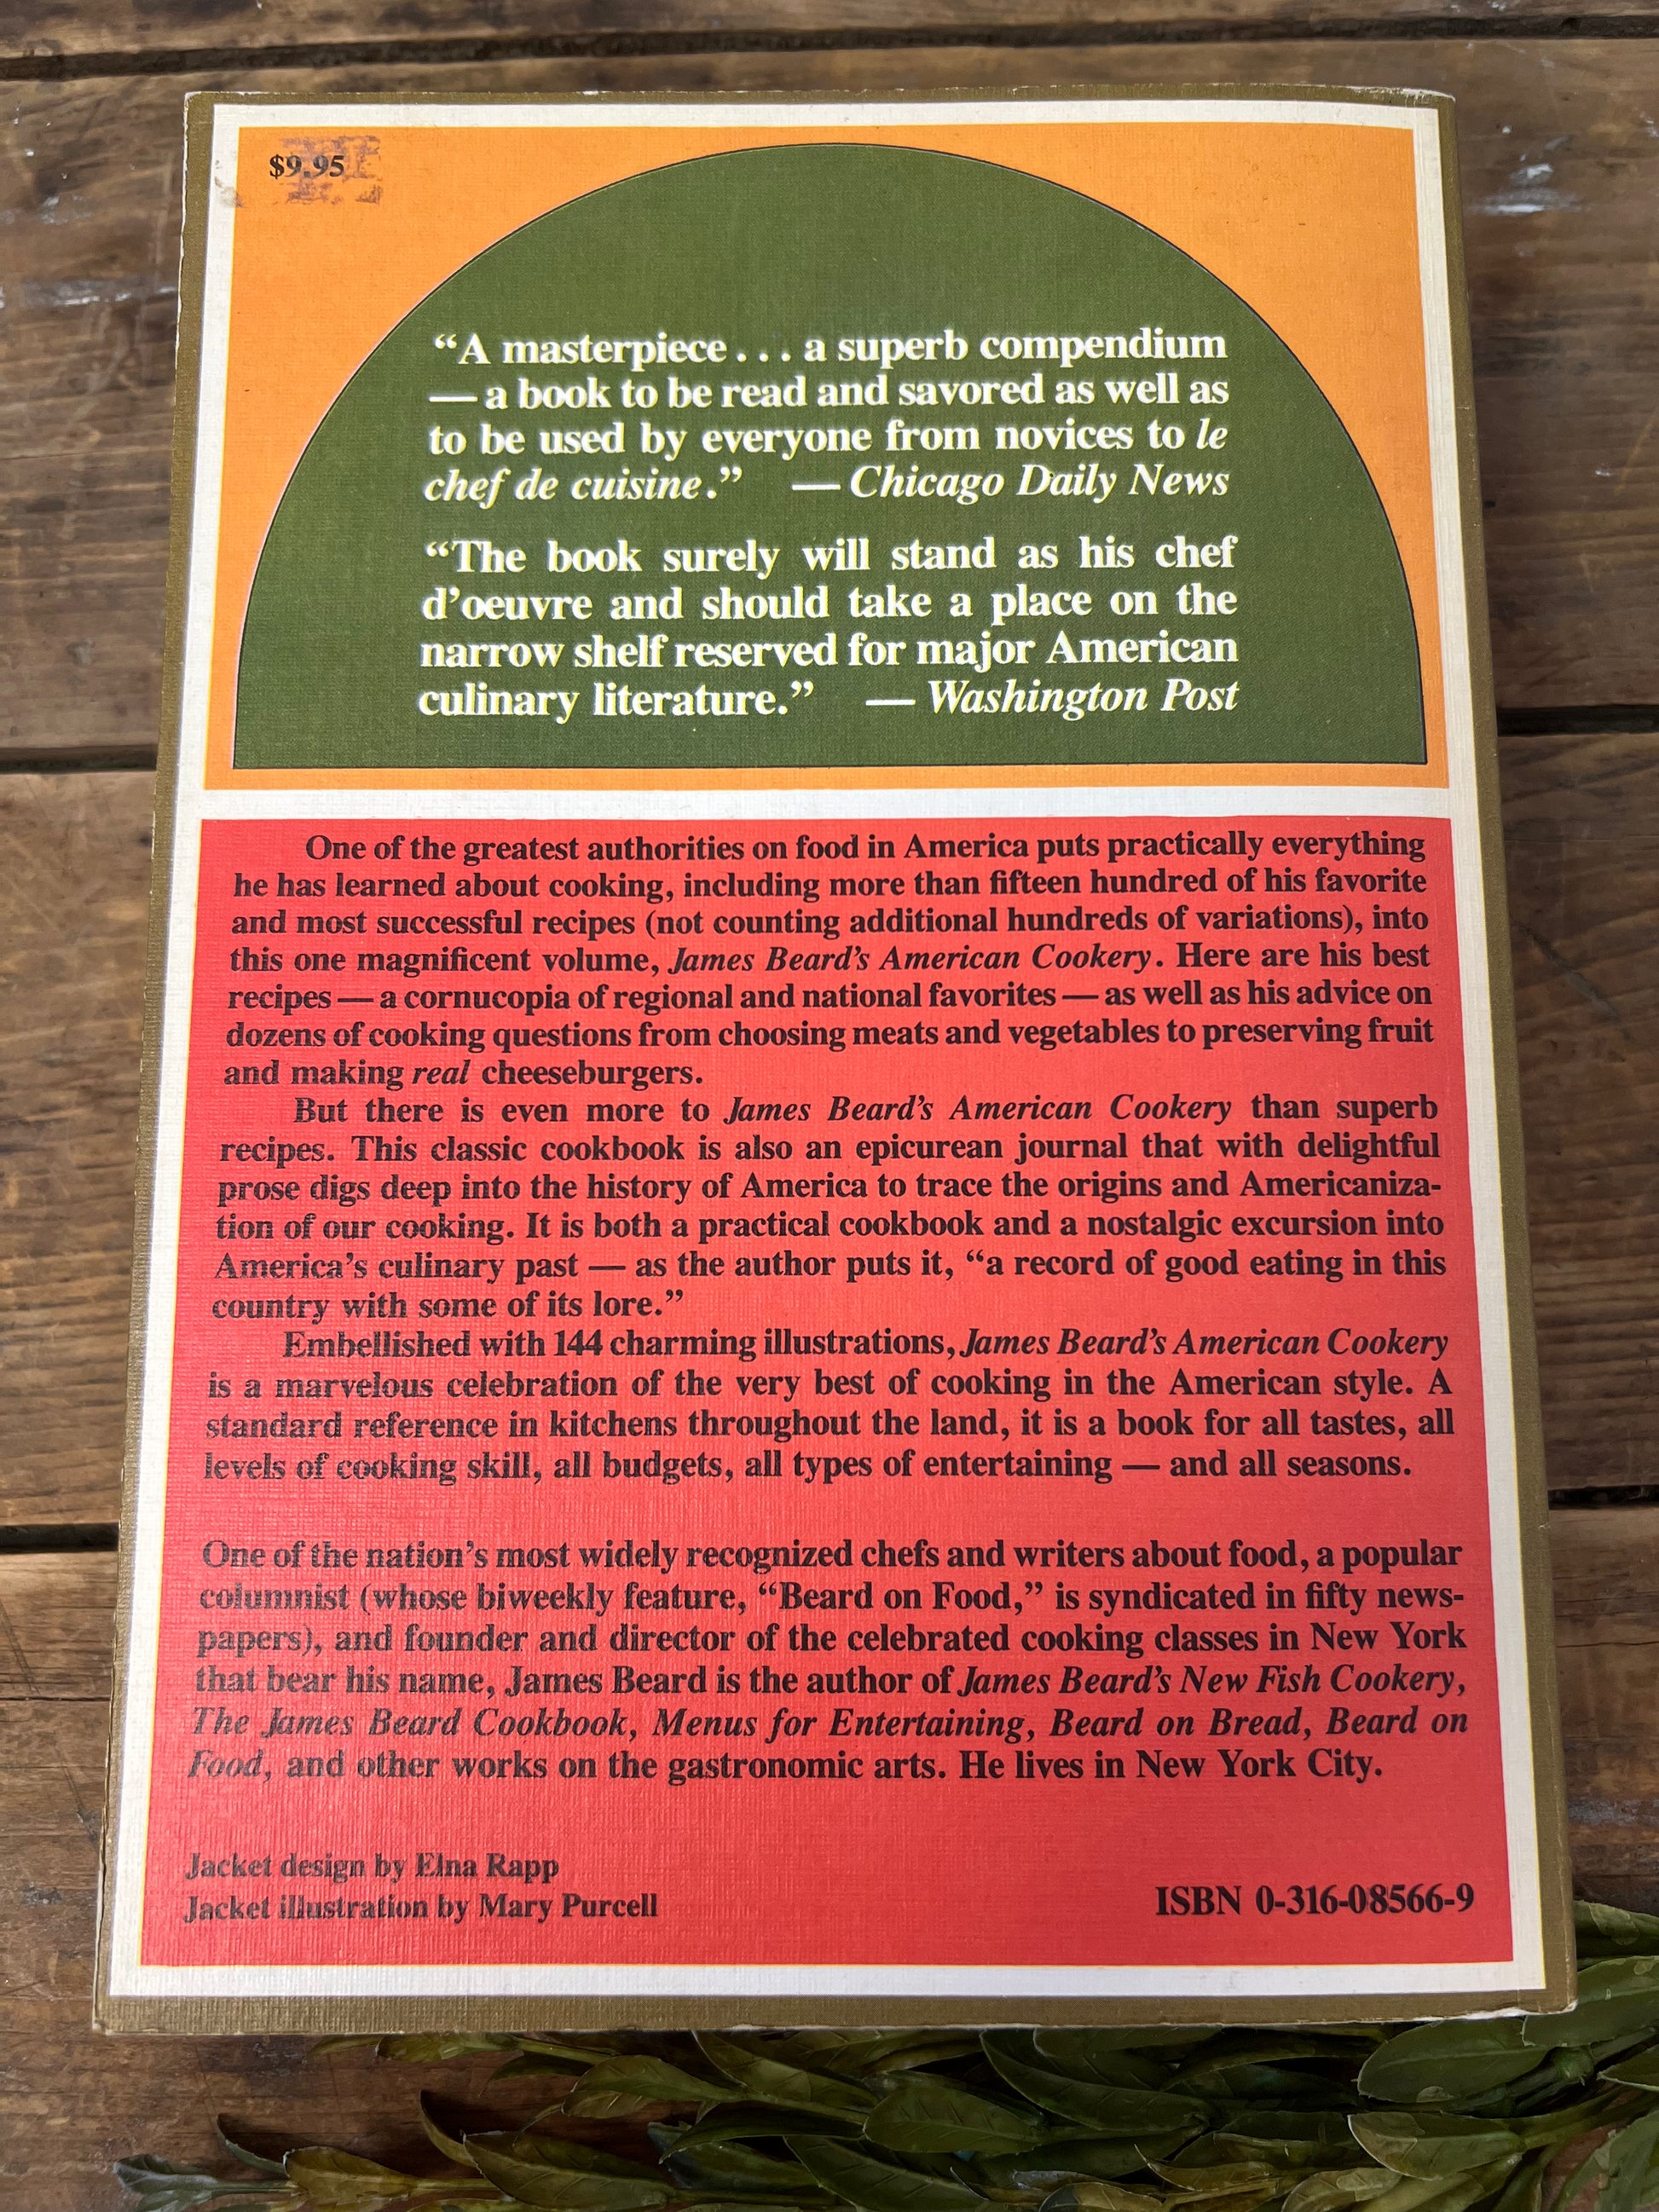 $9.95
“A masterpiece . . . a superb compendium
— a book to be read and savored as well as
to be used by everyone from novices to le
chef de cuisine.” — Chicago Daily News
“The book surely will stand as his chef
d’oeuvre and should take a place on the
narrow shelf reserved for major American
culinary literature.” — Washington Post
One of the greatest authorities on food in America puts practically everything
he has learned about cooking, including more than fifteen hundred of his favorite
and most successful recipes (not counting additional hundreds of variations), into
this one magnificent volume, James Beard’s American Cookery. Here are his best
recipes — a cornucopia of regional and national favorites — as well as his advice on
dozens of cooking questions from choosing meats and vegetables to preserving fruit
and making real cheeseburgers.
But there is even more to James Beard’s American Cookery than superb
recipes. This classic cookbook is also an epicurean journal that with delightful
prose digs deep into the history of America to trace the origins and Americaniza-
tion of our cooking. It is both a practical cookbook and a nostalgic excursion into
America’s culinary past — as the author puts it, “a record of good eating in this
country with some of its lore.”
Embellished with 144 charming illustrations, James Beard’s American Cookery
is a marvelous celebration of the very best of cooking in the American style. A
standard reference in kitchens throughout the land, it is a book for all tastes, all
levels of cooking skill, all budgets, all types of entertaining — and all seasons.
One of the nation’s most widely recognized chefs and writers about food, a popular
columnist (whose biweekly feature, “Beard on Food,” is syndicated in fifty news-
papers), and founder and director of the celebrated cooking classes in New York
that bear his name, James Beard is the author of James Beard’s New Fish Cookery,
The James Beard Cookbook, Menus for Entertaining, Beard on Bread, Beard on
Food, and other works on the gastronomic arts. He lives in New York City.
Jacket design by Elna Rapp
Jacket illustration by Mary Purcell
ISBN 0-316-08566-9